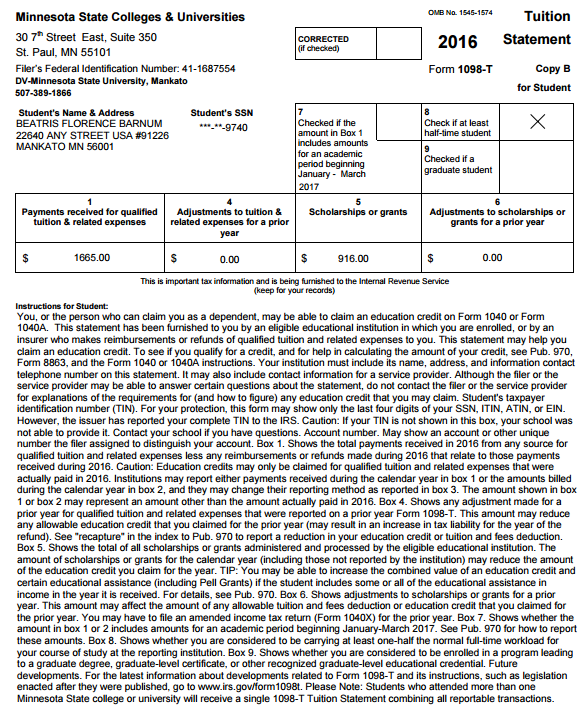 Minnesota State Colleges & Universities
30 7th Street East, Suite 350
St. Paul, MN 55101
Filer's Federal Identification Number: 41-1687554
DV-Minnesota State University, Mankato
507-389-1866
CORRECTED
(if checked)
OMB No. 1545-1574
2016
Form 1098-T
Tuition
Statement
Copy B
for Student
Student's Name & Address
BEATRIS FLORENCE BARNUM
22640 ANY STREET USA #91226
MANKATO MN 56001
Student's SSN
***-**-9740
7
Checked if the
amount in Box 1
includes amounts
for an academic
period beginning
January - March
2017
8
Check if at least
half-time student
9
Checked if a
graduate student
1
Payments received for qualified
tuition & related expenses
$ 1665.00
4
Adjustments to tuition &
related expenses for a prior
year
$ 0.00
5
Scholarships or grants
$ 916.00
6
Adjustments to scholarships or
grants for a prior year
$ 0.00
This is important tax information and is being furnished to the Internal Revenue Service
(keep for your records)
Instructions for Student:
You, or the person who can claim you as a dependent, may be able to claim an education credit on Form 1040 or Form
1040A. This statement has been furnished to you by an eligible educational institution in which you are enrolled, or by an
insurer who makes reimbursements or refunds of qualified tuition and related expenses to you. This statement may help you
claim an education credit. To see if you qualify for a credit, and for help in calculating the amount of your credit, see Pub. 970,
Form 8863, and the Form 1040 or 1040A instructions. Your institution must include its name, address, and information contact
telephone number on this statement. It may also include contact information for a service provider. Although the filer or the
service provider may be able to answer certain questions about the statement, do not contact the filer or the service provider
for explanations of the requirements for (and how to figure) any education credit that you may claim. Student's taxpayer
identification number (TIN). For your protection, this form may show only the last four digits of your SSN, ITIN, ATIN, or EIN.
However, the issuer has reported your complete TIN to the IRS. Caution: If your TIN is not shown in this box, your school was
not able to provide it. Contact your school if you have questions. Account number. May show an account or other unique
number the filer assigned to distinguish your account. Box 1. Shows the total payments received in 2016 from any source for
qualified tuition and related expenses less any reimbursements or refunds made during 2016 that relate to those payments
received during 2016. Caution: Education credits may only be claimed for qualified tuition and related expenses that were
actually paid in 2016. Institutions may report either payments received during the calendar year in box 1 or the amounts billed
during the calendar year in box 2, and they may change their reporting method as reported in box 3. The amount shown in box
1 or box 2 may represent an amount other than the amount actually paid in 2016. Box 4. Shows any adjustment made for a
prior year for qualified tuition and related expenses that were reported on a prior year Form 1098-T. This amount may reduce
any allowable education credit that you claimed for the prior year (may result in an increase in tax liability for the year of the
refund). See "recapture" in the index to Pub. 970 to report a reduction in your education credit or tuition and fees deduction.
Box 5. Shows the total of all scholarships or grants administered and processed by the eligible educational institution. The
amount of scholarships or grants for the calendar year (including those not reported by the institution) may reduce the amount
of the education credit you claim for the year. TIP: You may be able to increase the combined value of an education credit and
certain educational assistance (including Pell Grants) if the student includes some or all of the educational assistance in
income in the year it is received. For details, see Pub. 970. Box 6. Shows adjustments to scholarships or grants for a prior
year. This amount may affect the amount of any allowable tuition and fees deduction or education credit that you claimed for
the prior year. You may have to file an amended income tax return (Form 1040X) for the prior year. Box 7. Shows whether the
amount in box 1 or 2 includes amounts for an academic period beginning January-March 2017. See Pub. 970 for how to report
these amounts. Box 8. Shows whether you are considered to be carrying at least one-half the normal full-time workload for
your course of study at the reporting institution. Box 9. Shows whether you are considered to be enrolled in a program leading
to a graduate degree, graduate-level certificate, or other recognized graduate-level educational credential. Future
developments. For the latest information about developments related to Form 1098-T and its instructions, such as legislation
enacted after they were published, go to www.irs.gov/form1098t. Please Note: Students who attended more than one
Minnesota State college or university will receive a single 1098-T Tuition Statement combining all reportable transactions.